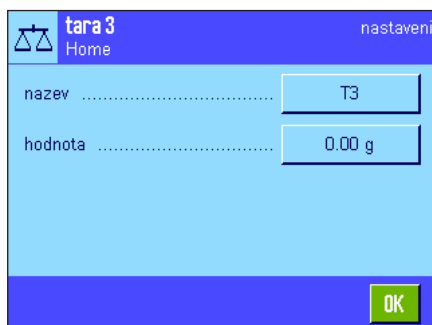 tara 3
nastaveni
Home
nazev ................................. T3
hodnota .............................. 0.00 g
OK